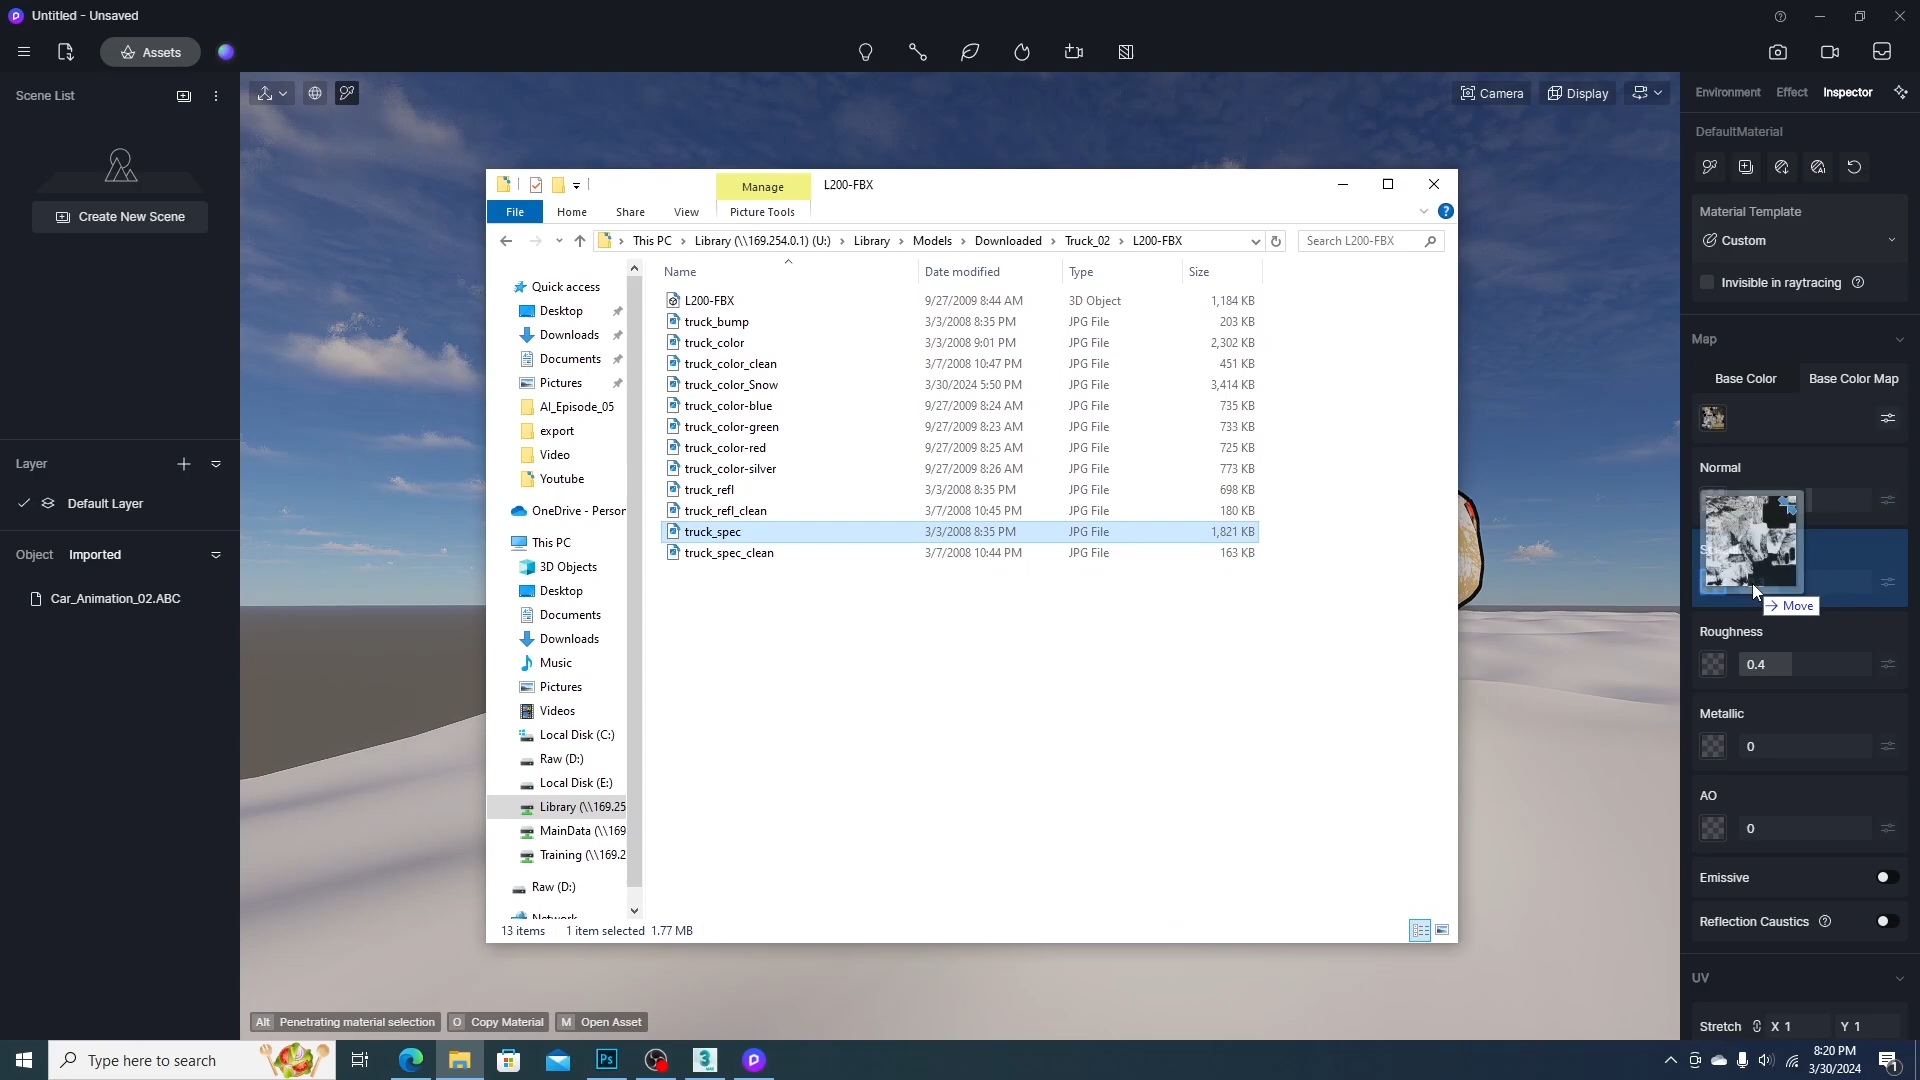 Untitled - Unsaved
Assets
Scene List
Create New Scene
Layer
Default Layer
Object Imported
Car_Animation_02.ABC
Camera
Display
Manage
L200-FBX
File Home Share View Picture Tools
This PC Library (\\169.254.0.1) (U:) Library Models Downloaded Truck_02 L200-FBX
Search L200-FBX
Quick access
Desktop
Downloads
Documents
Pictures
AI_Episode_05
export
Video
Youtube
OneDrive - Person
This PC
3D Objects
Desktop
Documents
Downloads
Music
Pictures
Videos
Local Disk (C:)
Raw (D:)
Local Disk (E:)
Library (\\169.25
MainData (\\169
Training (\\169.2
Raw (D:)
Network
Name Date modified Type Size
L200-FBX 9/27/2009 8:44 AM 3D Object 1,184 KB
truck_bump 3/3/2008 8:35 PM JPG File 203 KB
truck_color 3/3/2008 9:01 PM JPG File 2,302 KB
truck_color_clean 3/7/2008 10:47 PM JPG File 451 KB
truck_color_Snow 3/30/2024 5:50 PM JPG File 3,414 KB
truck_color-blue 9/27/2009 8:24 AM JPG File 735 KB
truck_color-green 9/27/2009 8:23 AM JPG File 733 KB
truck_color-red 9/27/2009 8:25 AM JPG File 725 KB
truck_color-silver 9/27/2009 8:26 AM JPG File 773 KB
truck_refl 3/3/2008 8:35 PM JPG File 698 KB
truck_refl_clean 3/7/2008 10:45 PM JPG File 180 KB
truck_spec 3/3/2008 8:35 PM JPG File 1,821 KB
truck_spec_clean 3/7/2008 10:44 PM JPG File 163 KB
13 items 1 item selected 1.77 MB
Alt Penetrating material selection O Copy Material M Open Asset
Environment Effect Inspector
DefaultMaterial
Material Template
Custom
Invisible in raytracing
Map
Base Color Base Color Map
Normal
Move
Roughness
0.4
Metallic
0
AO
0
Emissive
Reflection Caustics
UV
Stretch X 1 Y 1
Type here to search
Ps
3
8:20 PM
3/30/2024
1